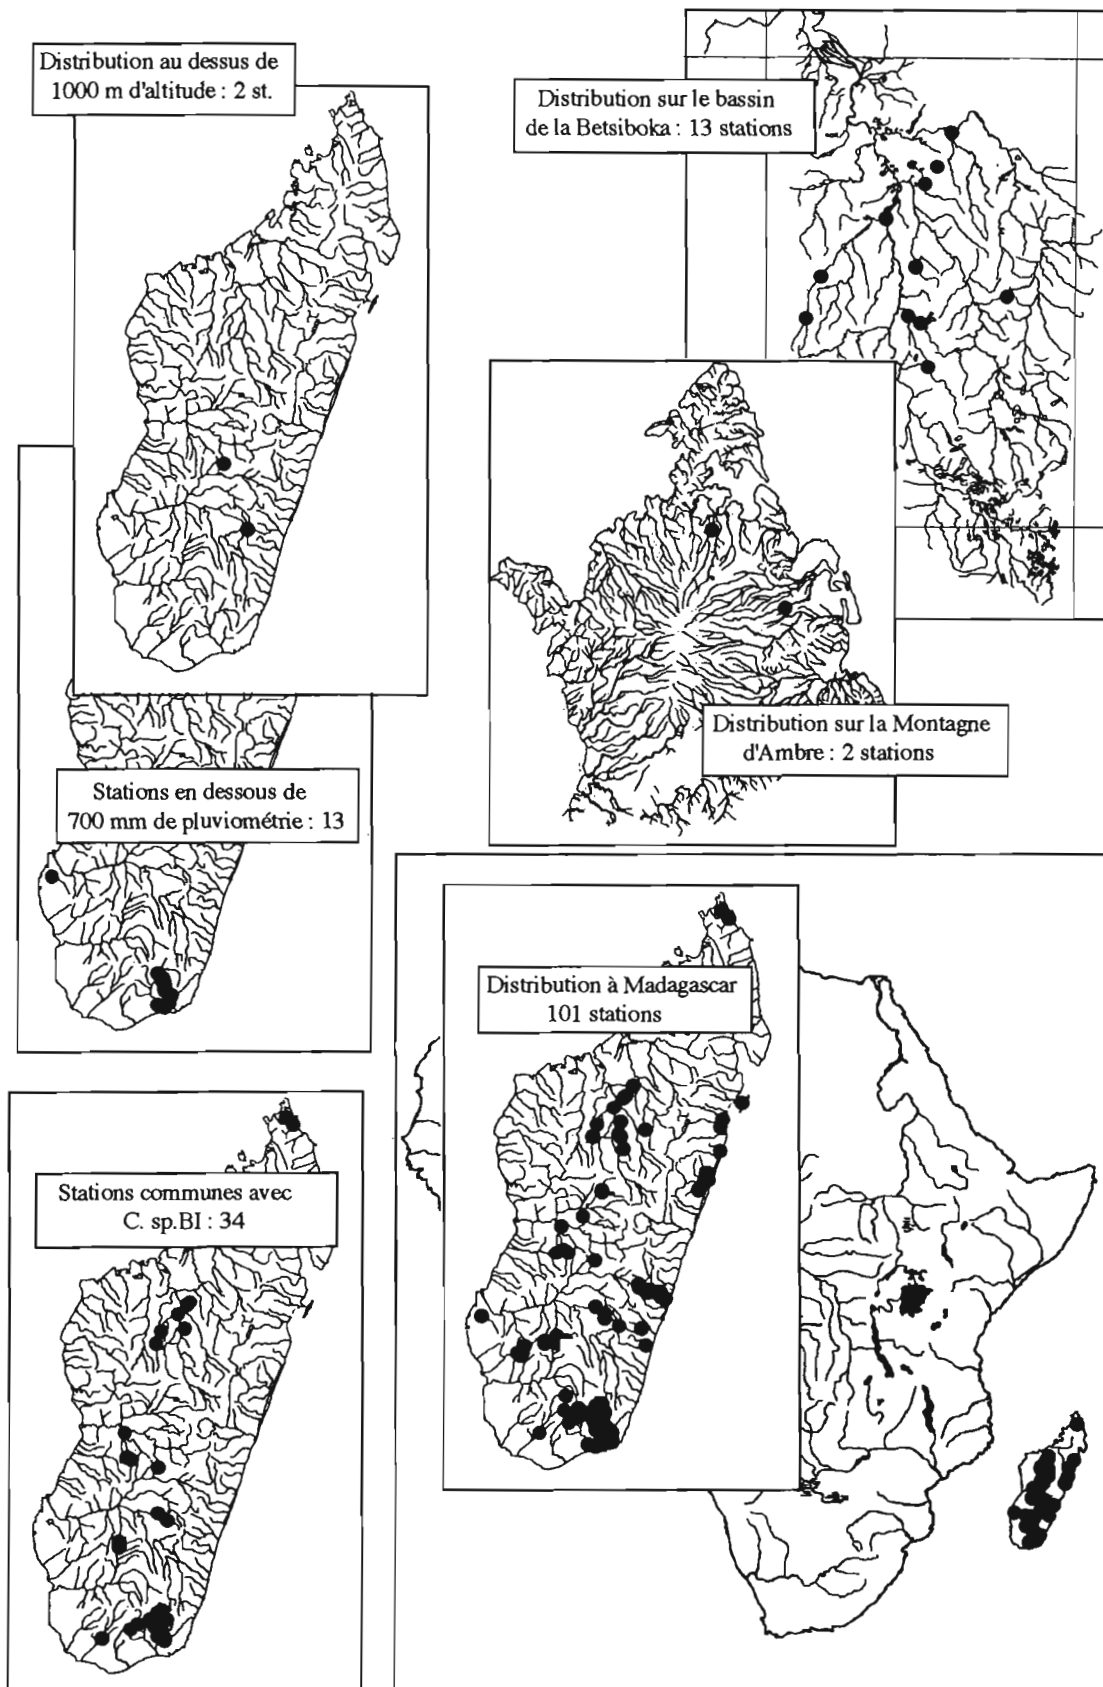 Distribution au dessus de
1000 m d'altitude : 2 st.
Distribution sur le bassin
de la Betsiboka : 13 stations
Distribution sur la Montagne
d'Ambre : 2 stations
Stations en dessous de
700 mm de pluviométrie : 13
Distribution à Madagascar
101 stations
Stations communes avec
C. sp.BI : 34